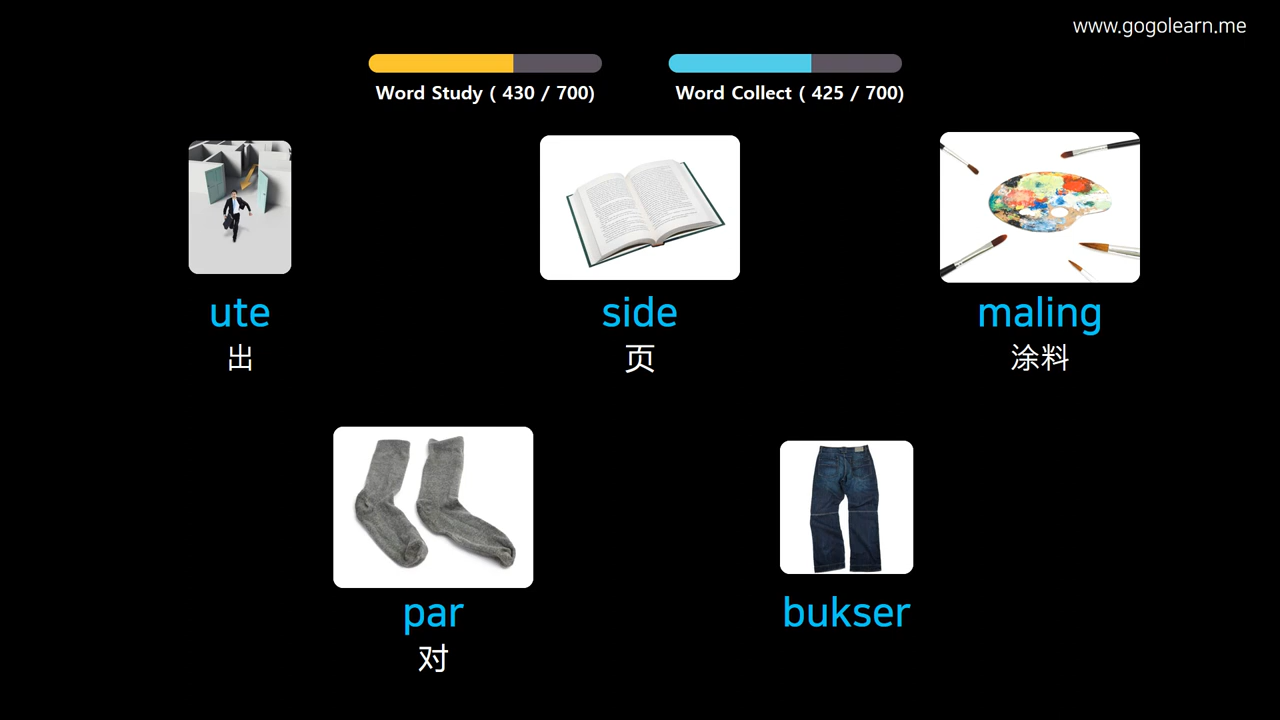 www.gogolearn.me
Word Study ( 430 / 700)
Word Collect ( 425 / 700)
ute
出
side
页
maling
涂料
par
对
bukser